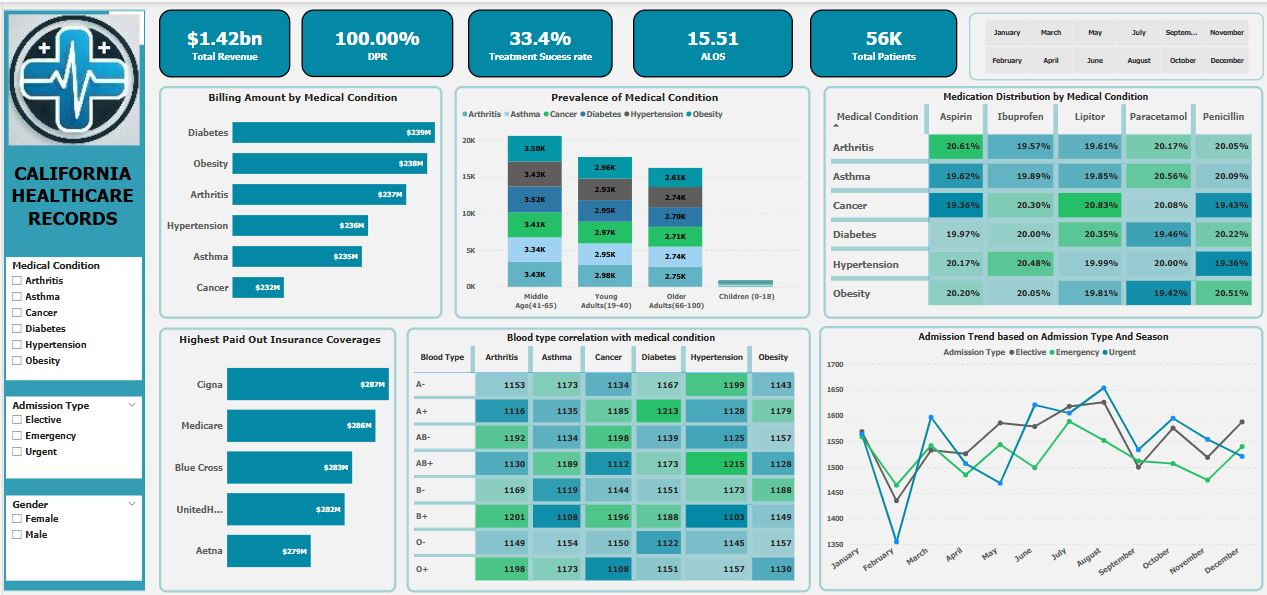 CALIFORNIA
HEALTHCARE
RECORDS
Medical Condition
Arthritis
Asthma
Cancer
Diabetes
Hypertension
Obesity
Admission Type
Elective
Emergency
Urgent
Gender
Female
Male
$1.42bn
Total Revenue
100.00%
DPR
33.4%
Treatment Sucess rate
15.51
ALOS
56K
Total Patients
January March May July Septem... November
February April June August October December
Billing Amount by Medical Condition
Diabetes $239M
Obesity $238M
Arthritis $237M
Hypertension $236M
Asthma $235M
Cancer $232M
Prevalence of Medical Condition
Arthritis Asthma Cancer Diabetes Hypertension Obesity
20K
15K
10K
5K
0K
3.50K
3.43K
3.52K
3.41K
3.34K
3.43K
2.96K
2.93K
2.95K
2.97K
2.95K
2.98K
2.61K
2.74K
2.70K
2.71K
2.74K
2.75K
Middle
Age(41-65)
Young
Adults(19-40)
Older
Adults(66-100)
Children (0-18)
Medication Distribution by Medical Condition
Medical Condition Aspirin Ibuprofen Lipitor Paracetamol Penicillin
Arthritis 20.61% 19.57% 19.61% 20.17% 20.05%
Asthma 19.62% 19.89% 19.85% 20.56% 20.09%
Cancer 19.36% 20.30% 20.83% 20.08% 19.43%
Diabetes 19.97% 20.00% 20.35% 19.46% 20.22%
Hypertension 20.17% 20.48% 19.99% 20.00% 19.36%
Obesity 20.20% 20.05% 19.81% 19.42% 20.51%
Highest Paid Out Insurance Coverages
Cigna $287M
Medicare $286M
Blue Cross $283M
UnitedH... $282M
Aetna $279M
Blood type correlation with medical condition
Blood Type Arthritis Asthma Cancer Diabetes Hypertension Obesity
A- 1153 1173 1134 1167 1199 1143
A+ 1116 1135 1185 1213 1128 1179
AB- 1192 1134 1198 1139 1125 1157
AB+ 1130 1189 1112 1173 1215 1128
B- 1169 1119 1144 1151 1173 1188
B+ 1201 1108 1196 1188 1103 1149
O- 1149 1154 1150 1122 1145 1157
O+ 1198 1173 1108 1151 1157 1130
Admission Trend based on Admission Type And Season
Admission Type Elective Emergency Urgent
1700
1650
1600
1550
1500
1450
1400
1350
January February March April May June July August September October November December